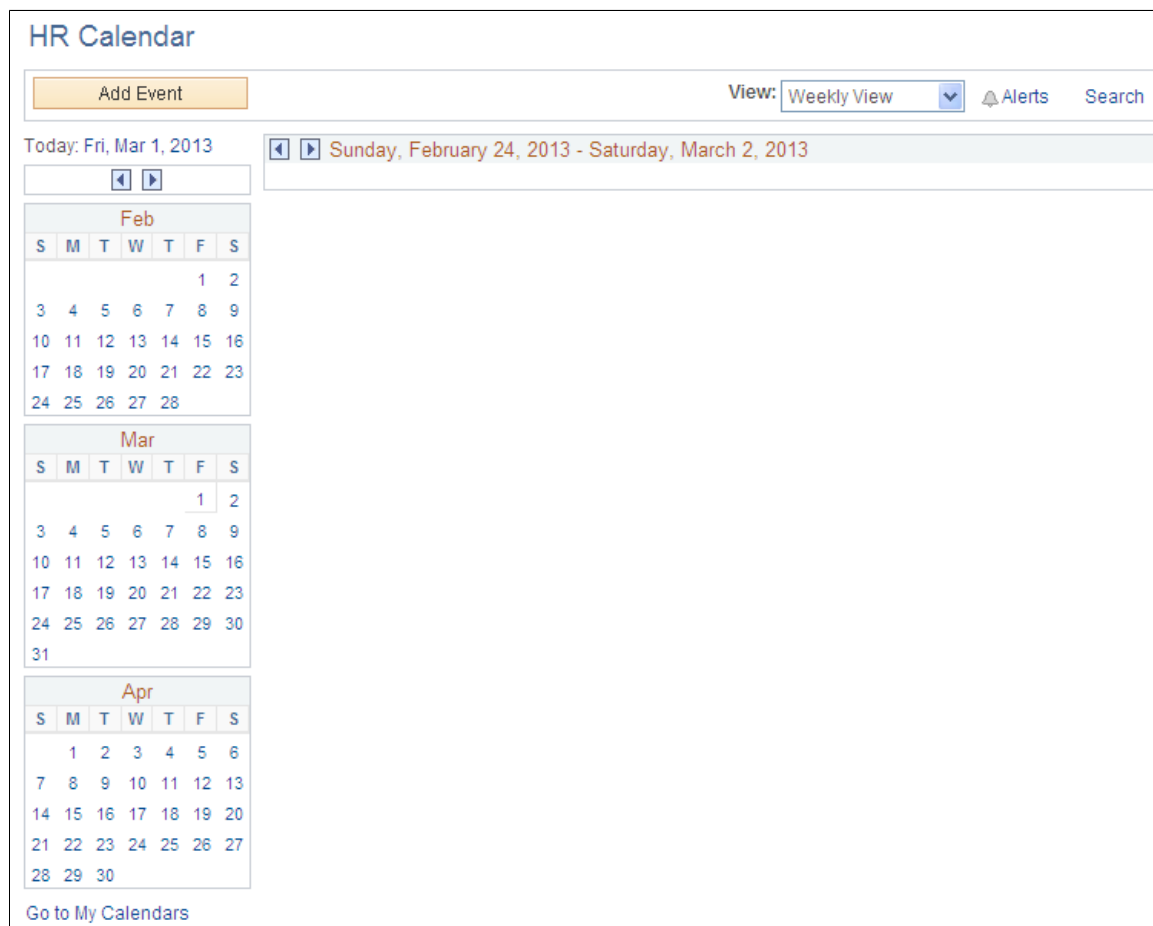 HR Calendar
Add Event
View: Weekly View Alerts Search
Today: Fri, Mar 1, 2013
Sunday, February 24, 2013 - Saturday, March 2, 2013
Feb
S M T W T F S
1 2
3 4 5 6 7 8 9
10 11 12 13 14 15 16
17 18 19 20 21 22 23
24 25 26 27 28
Mar
S M T W T F S
1 2
3 4 5 6 7 8 9
10 11 12 13 14 15 16
17 18 19 20 21 22 23
24 25 26 27 28 29 30
31
Apr
S M T W T F S
1 2 3 4 5 6
7 8 9 10 11 12 13
14 15 16 17 18 19 20
21 22 23 24 25 26 27
28 29 30
Go to My Calendars